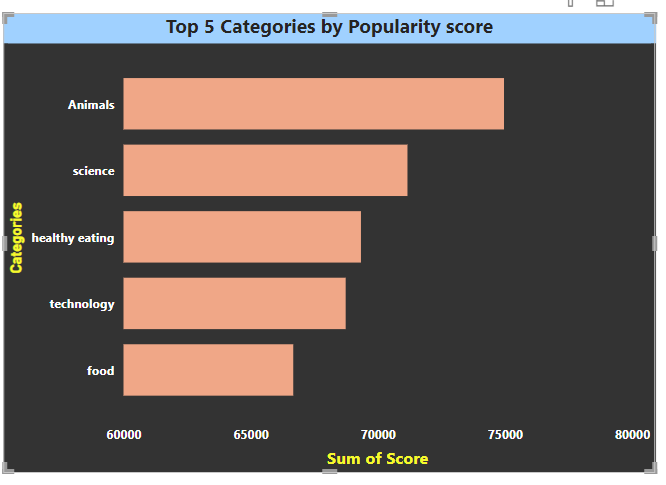 Top 5 Categories by Popularity score
Categories
Animals
science
healthy eating
technology
food
60000 65000 70000 75000 80000
Sum of Score